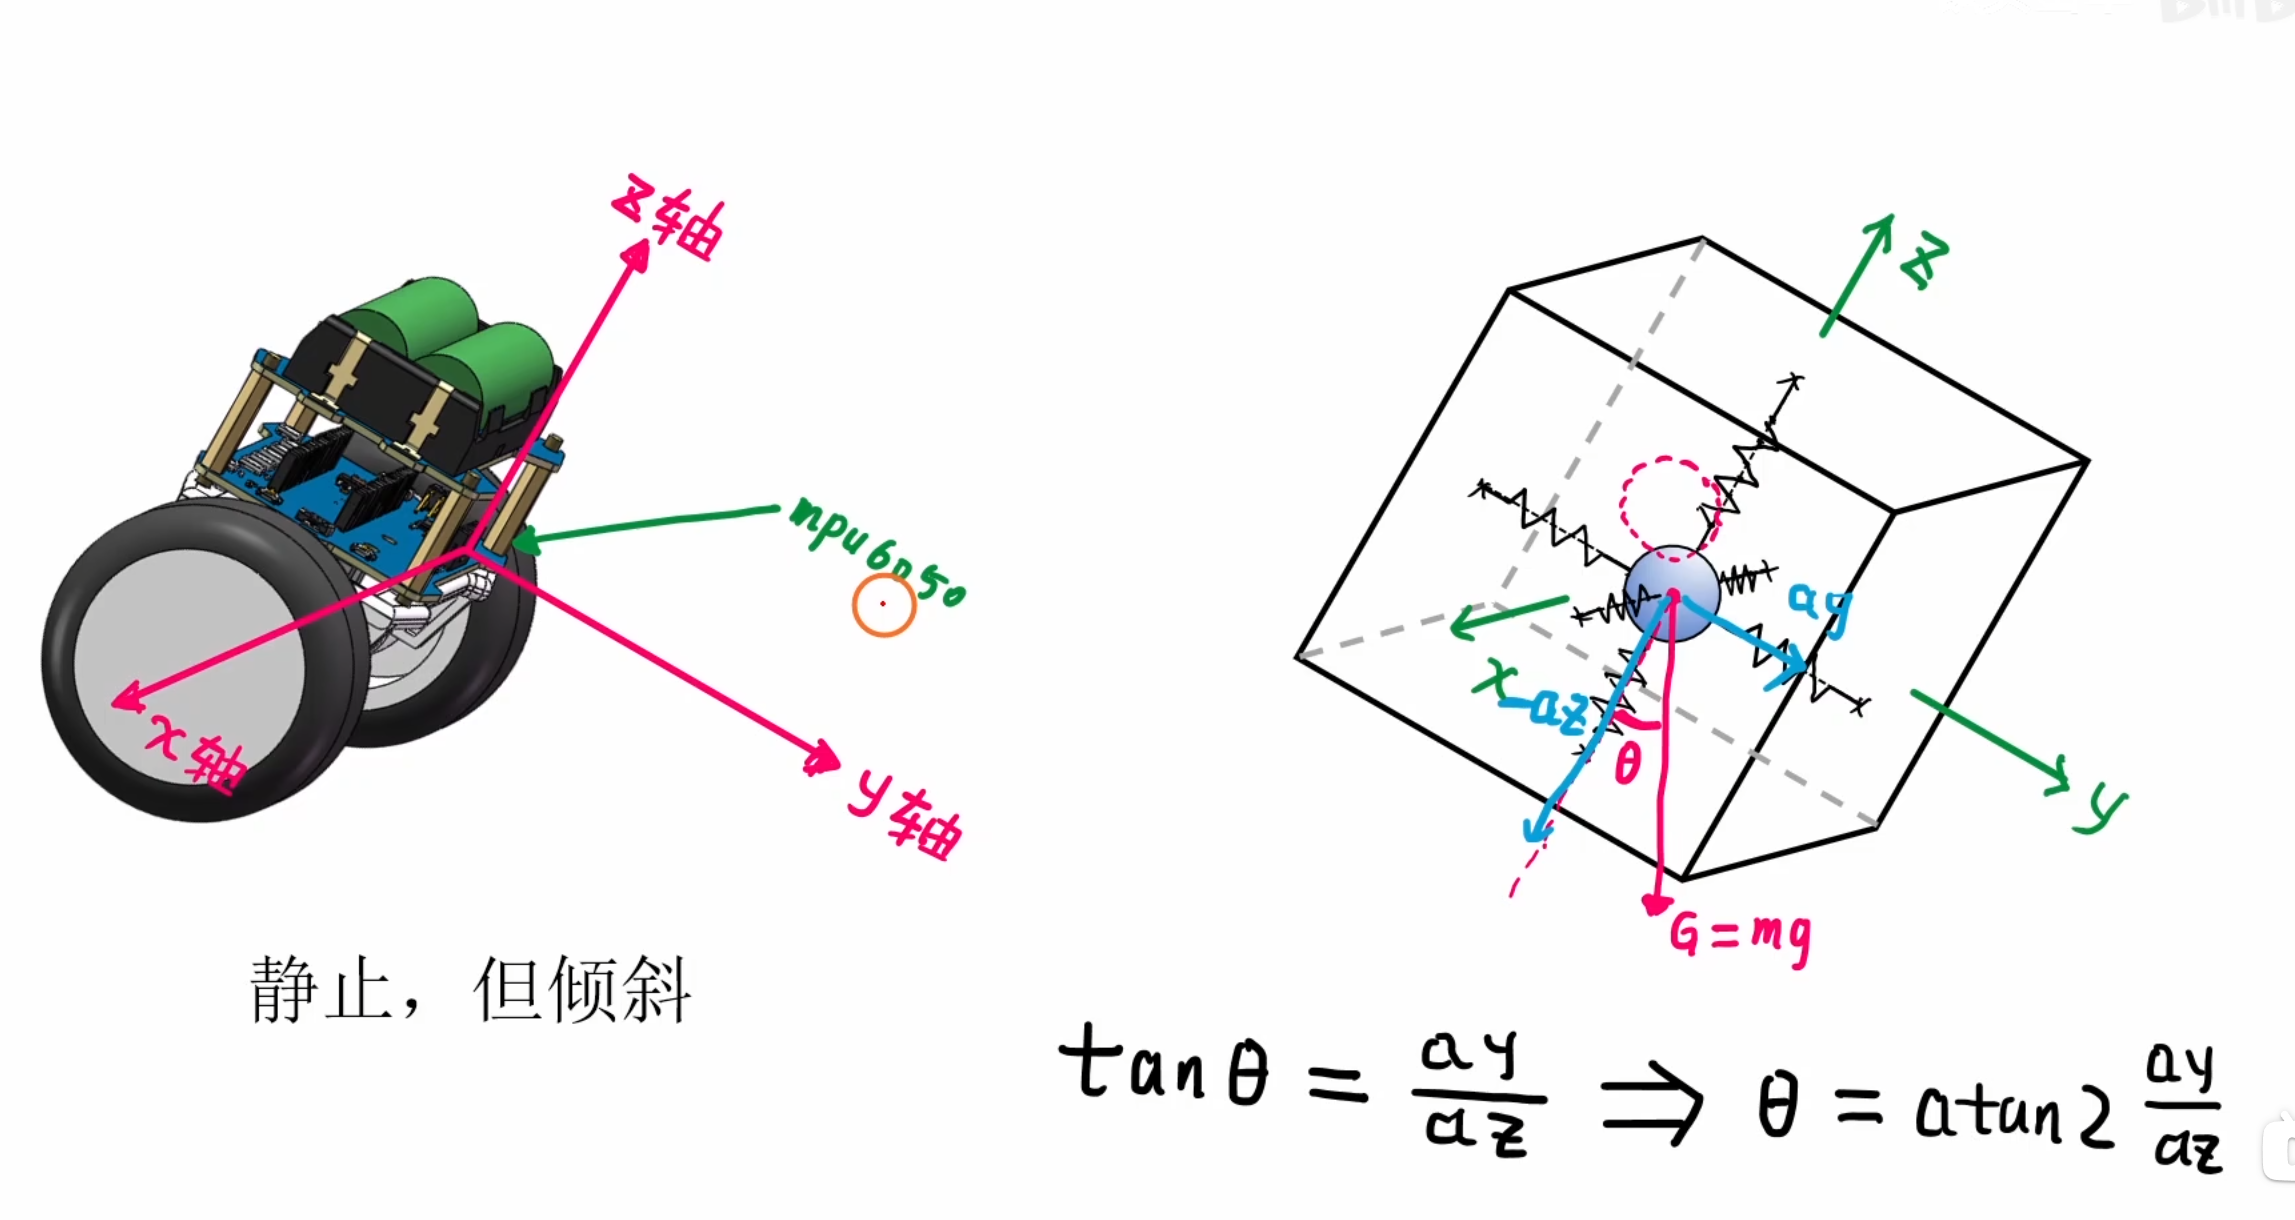 z轴
mpu6050
x轴
y轴
静止，但倾斜
z
ay
x
-az
θ
y
G=mg
tanθ = ay/az ⇒ θ = atan2 ay/az